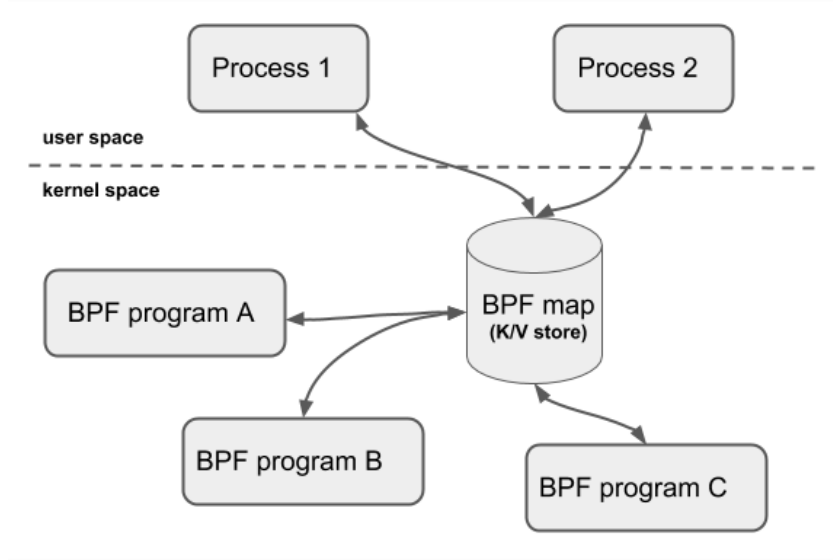 Process 1
Process 2
user space
kernel space
BPF map
(K/V store)
BPF program A
BPF program B
BPF program C